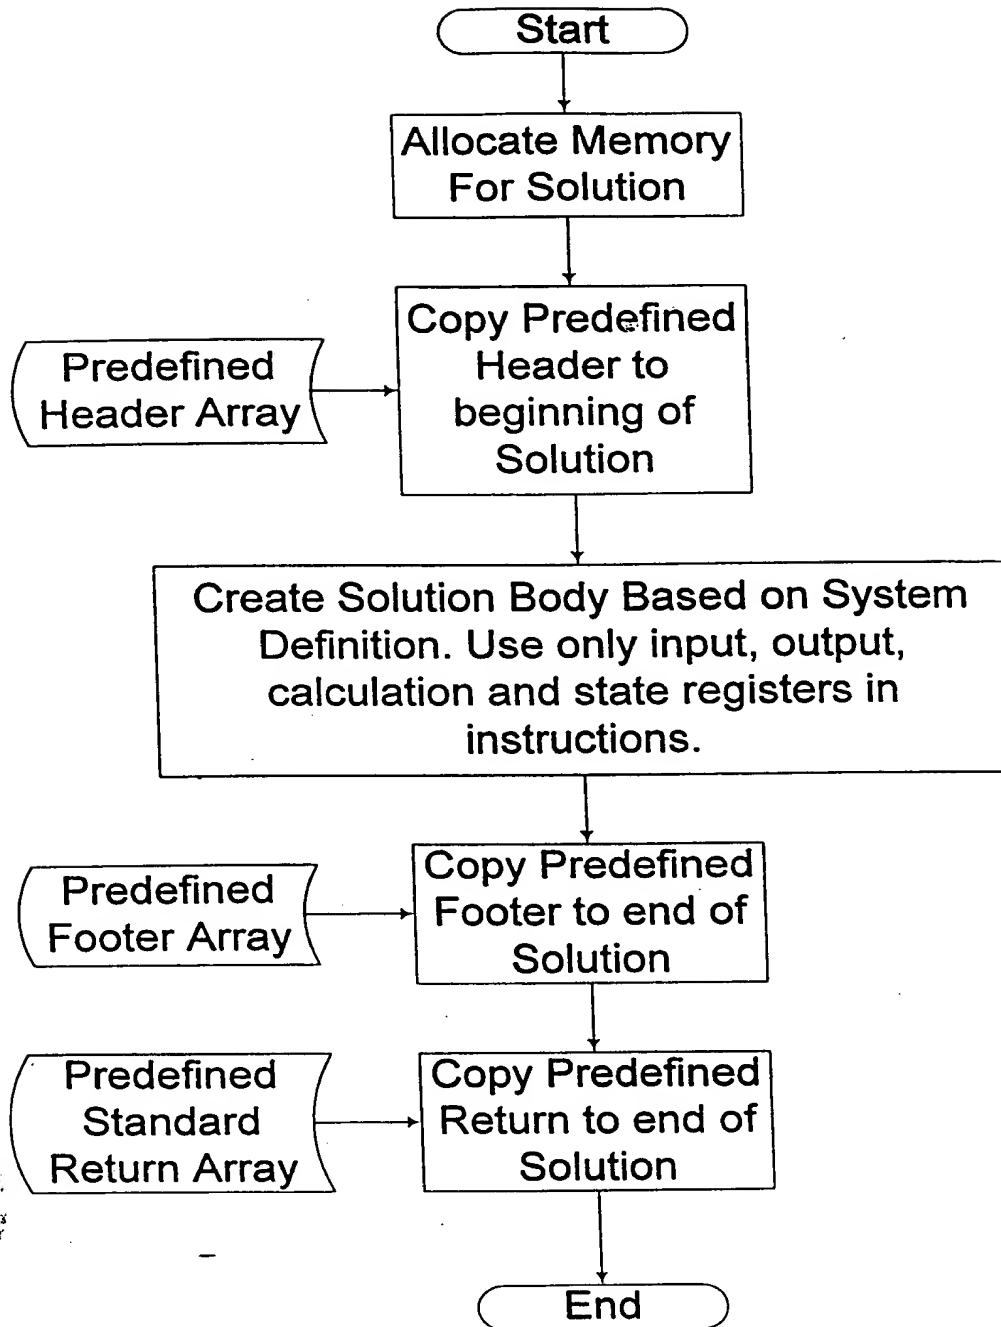 Start
Allocate Memory
For Solution
Copy Predefined
Header to
beginning of
Solution
Predefined
Header Array
Create Solution Body Based on System
Definition. Use only input, output,
calculation and state registers in
instructions.
Copy Predefined
Footer to end of
Solution
Predefined
Footer Array
Copy Predefined
Return to end of
Solution
Predefined
Standard
Return Array
End